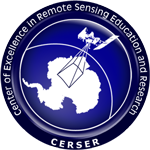 Center of Excellence in Remote Sensing Education and Research
CERSER